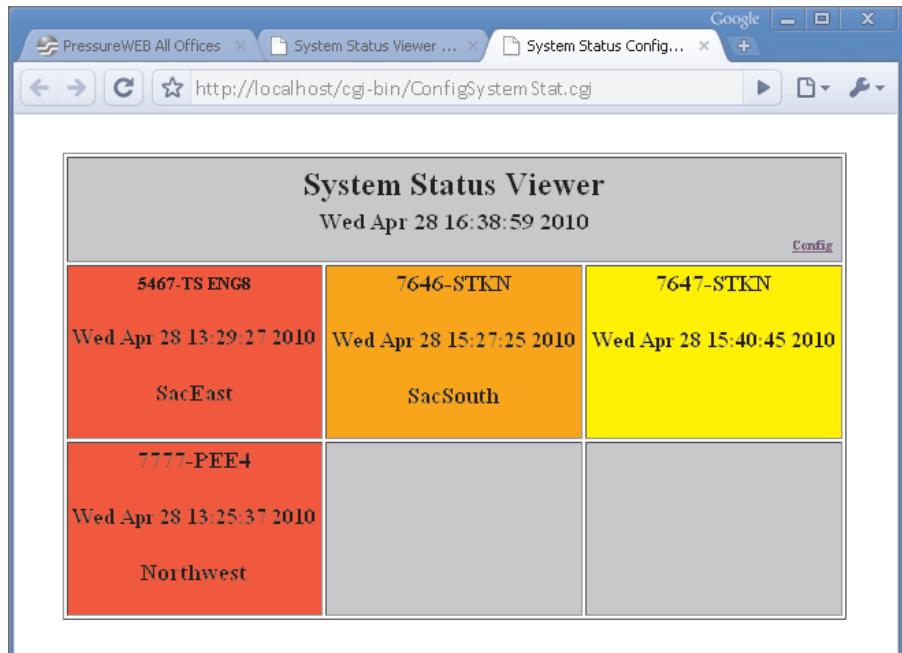 Google
PressureWEB All Offices
System Status Viewer ...
System Status Config...
http://localhost/cgi-bin/ConfigSystemStat.cgi
System Status Viewer
Wed Apr 28 16:38:59 2010
Config
5467-TS ENG8
7646-STKN
7647-STKN
Wed Apr 28 13:29:27 2010
Wed Apr 28 15:27:25 2010
Wed Apr 28 15:40:45 2010
SacEast
SacSouth
7777-PEE4
Wed Apr 28 13:25:37 2010
Northwest